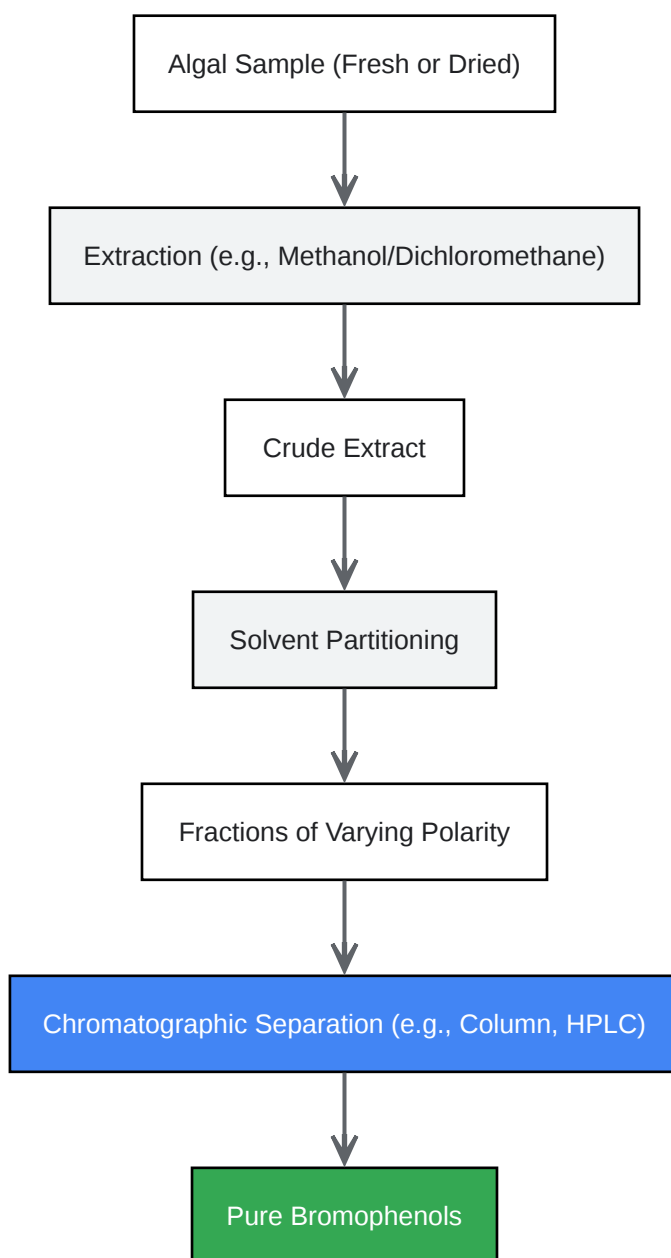 Algal Sample (Fresh or Dried)
Extraction (e.g., Methanol/Dichloromethane)
Crude Extract
Solvent Partitioning
Fractions of Varying Polarity
Chromatographic Separation (e.g., Column, HPLC)
Pure Bromophenols